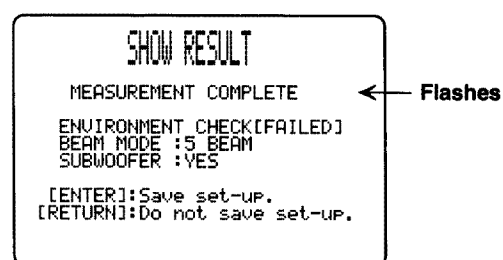 SHOW RESULT
MEASUREMENT COMPLETE
Flashes
ENVIRONMENT CHECK[FAILED]
BEAM MODE :5 BEAM
SUBWOOFER :YES
[ENTER]:Save set-up.
[RETURN]:Do not save set-up.